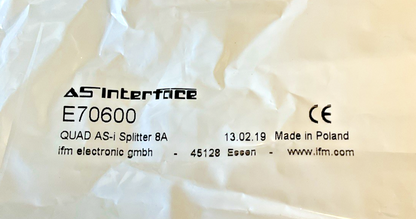 AS Interface
E70600 CE
QUAD AS-i Splitter 8A 13.02.19 Made in Poland
ifm electronic gmbh - 45128 Essen - www.ifm.com